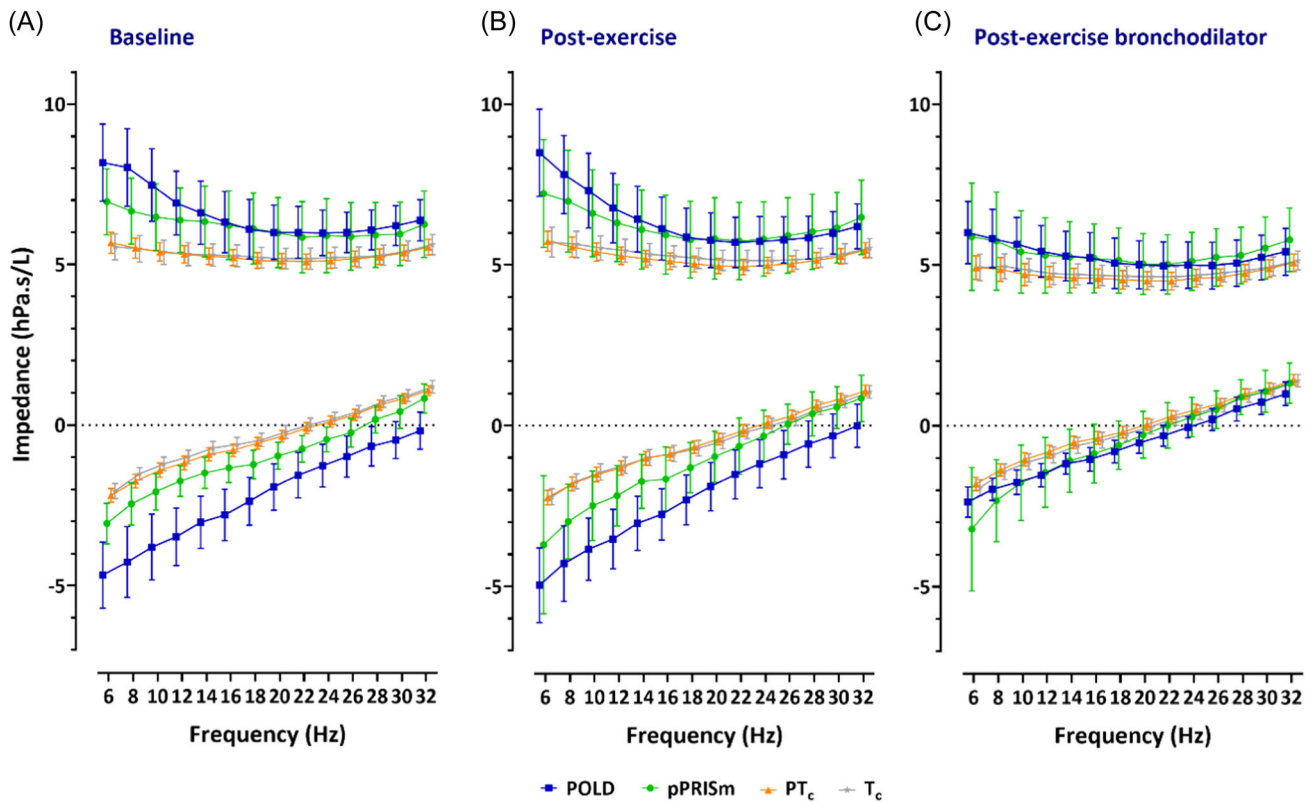 (A) Baseline
(B) Post-exercise
(C) Post-exercise bronchodilator
Impedance (hPa.s/L)
10
5
0
-5
10
5
0
-5
10
5
0
-5
6 8 10 12 14 16 18 20 22 24 26 28 30 32
6 8 10 12 14 16 18 20 22 24 26 28 30 32
6 8 10 12 14 16 18 20 22 24 26 28 30 32
Frequency (Hz)
Frequency (Hz)
Frequency (Hz)
POLD pPRISm PTc Tc